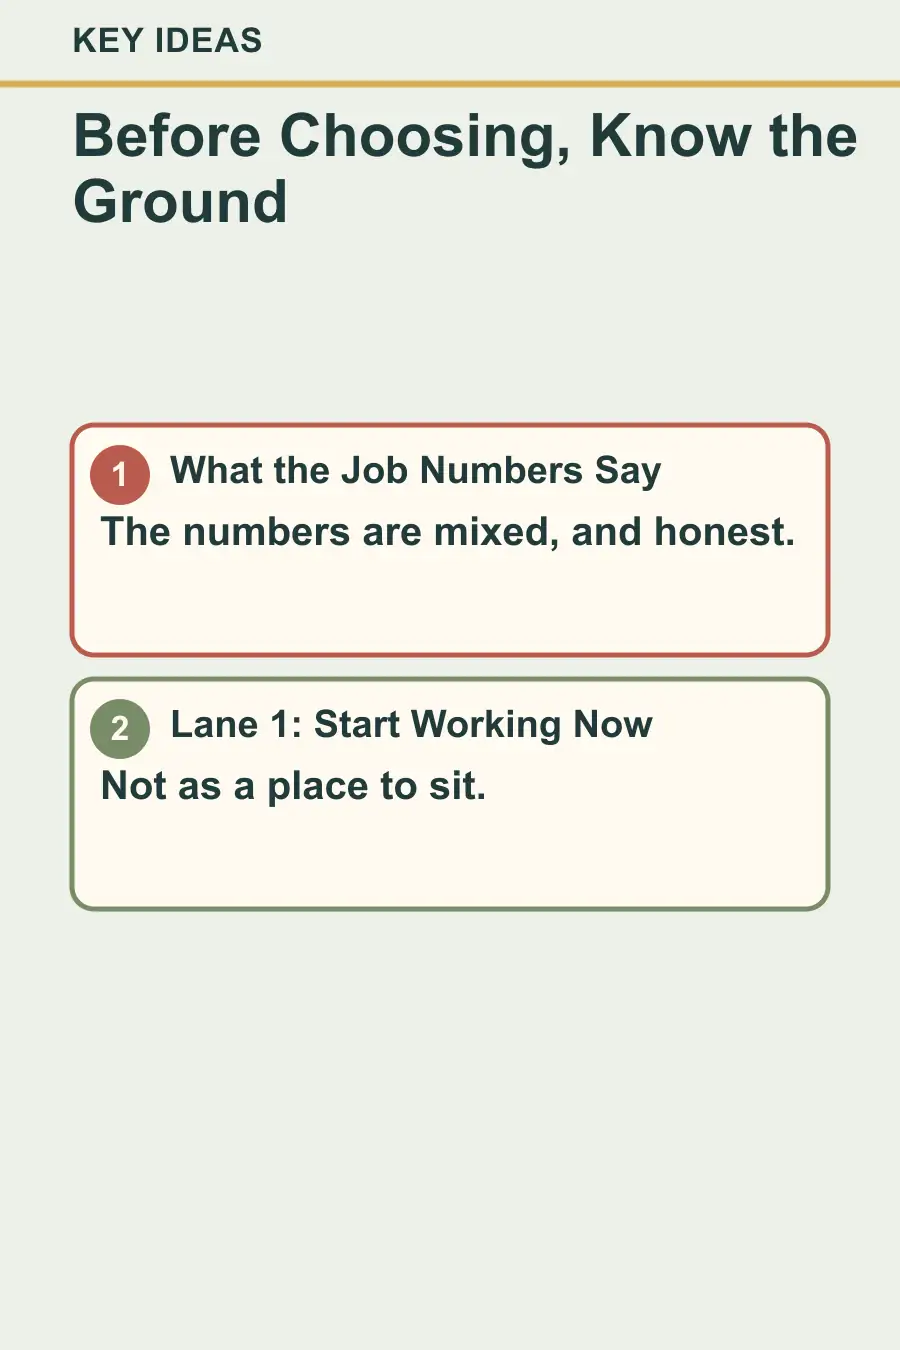 KEY IDEAS
Before Choosing, Know the
Ground
1 What the Job Numbers Say
The numbers are mixed, and honest.
2 Lane 1: Start Working Now
Not as a place to sit.